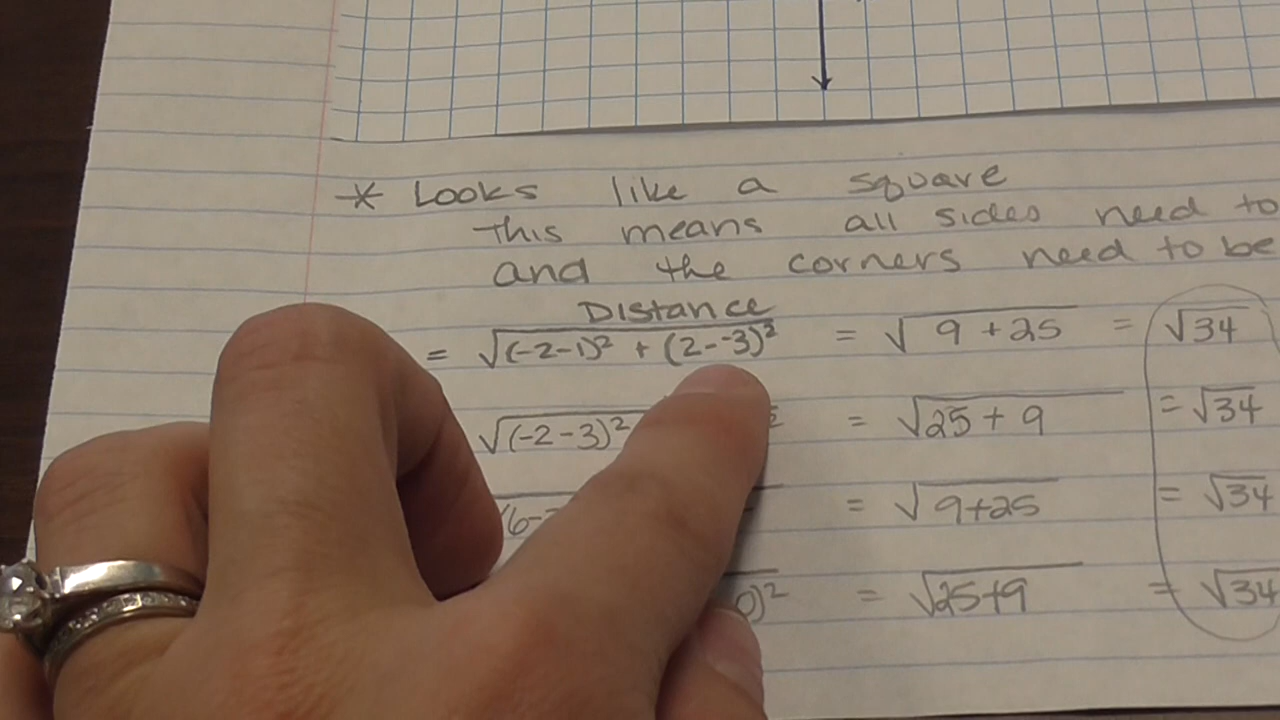 * Looks like a square
this means all sides need to
and the corners need to be
Distance
= √(-2-1)² + (2--3)² = √9+25 = √34
√(-2-3)² = √25+9 = √34
(6- = √9+25 = √34
0)² = √25+9 = √34